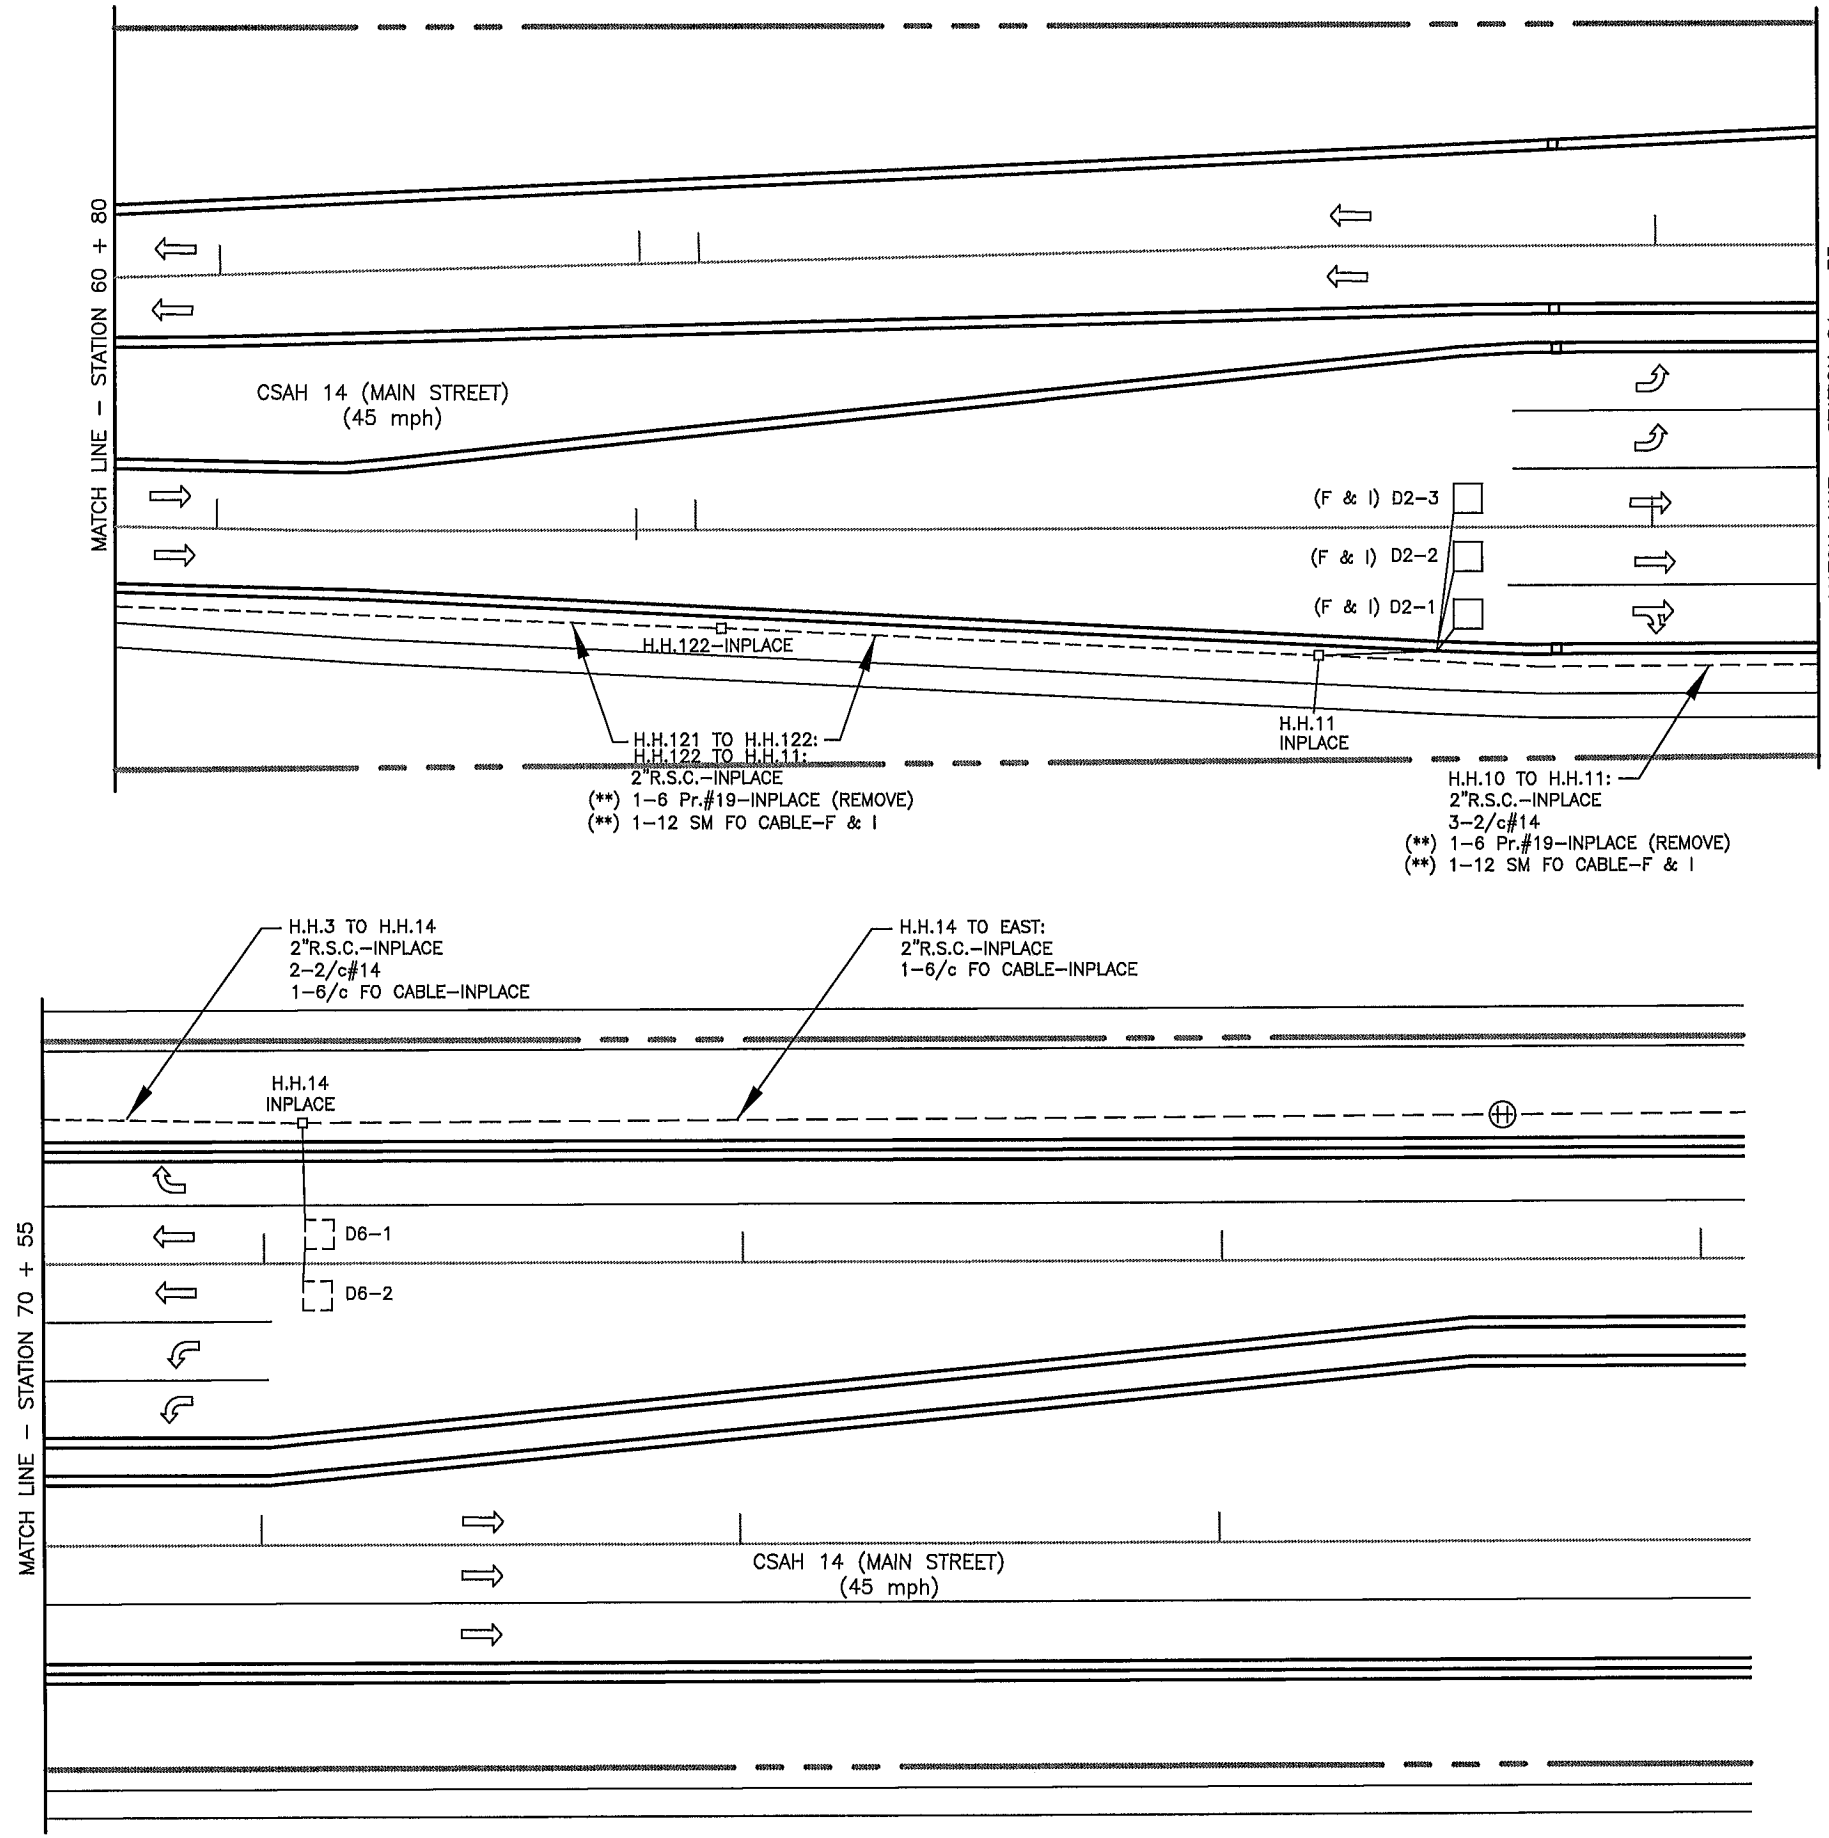 MATCH LINE - STATION 60 + 80
CSAH 14 (MAIN STREET)
(45 mph)
(F & I) D2-3
(F & I) D2-2
(F & I) D2-1
H.H.122-INPLACE
H.H.11
INPLACE
H.H.121 TO H.H.122:
H.H.122 TO H.H.11:
2"R.S.C.-INPLACE
(**) 1-6 Pr.#19-INPLACE (REMOVE)
(**) 1-12 SM FO CABLE-F & I
H.H.10 TO H.H.11:
2"R.S.C.-INPLACE
3-2/c#14
(**) 1-6 Pr.#19-INPLACE (REMOVE)
(**) 1-12 SM FO CABLE-F & I
H.H.3 TO H.H.14
2"R.S.C.-INPLACE
2-2/c#14
1-6/c FO CABLE-INPLACE
H.H.14 TO EAST:
2"R.S.C.-INPLACE
1-6/c FO CABLE-INPLACE
H.H.14
INPLACE
H
D6-1
D6-2
MATCH LINE - STATION 70 + 55
CSAH 14 (MAIN STREET)
(45 mph)